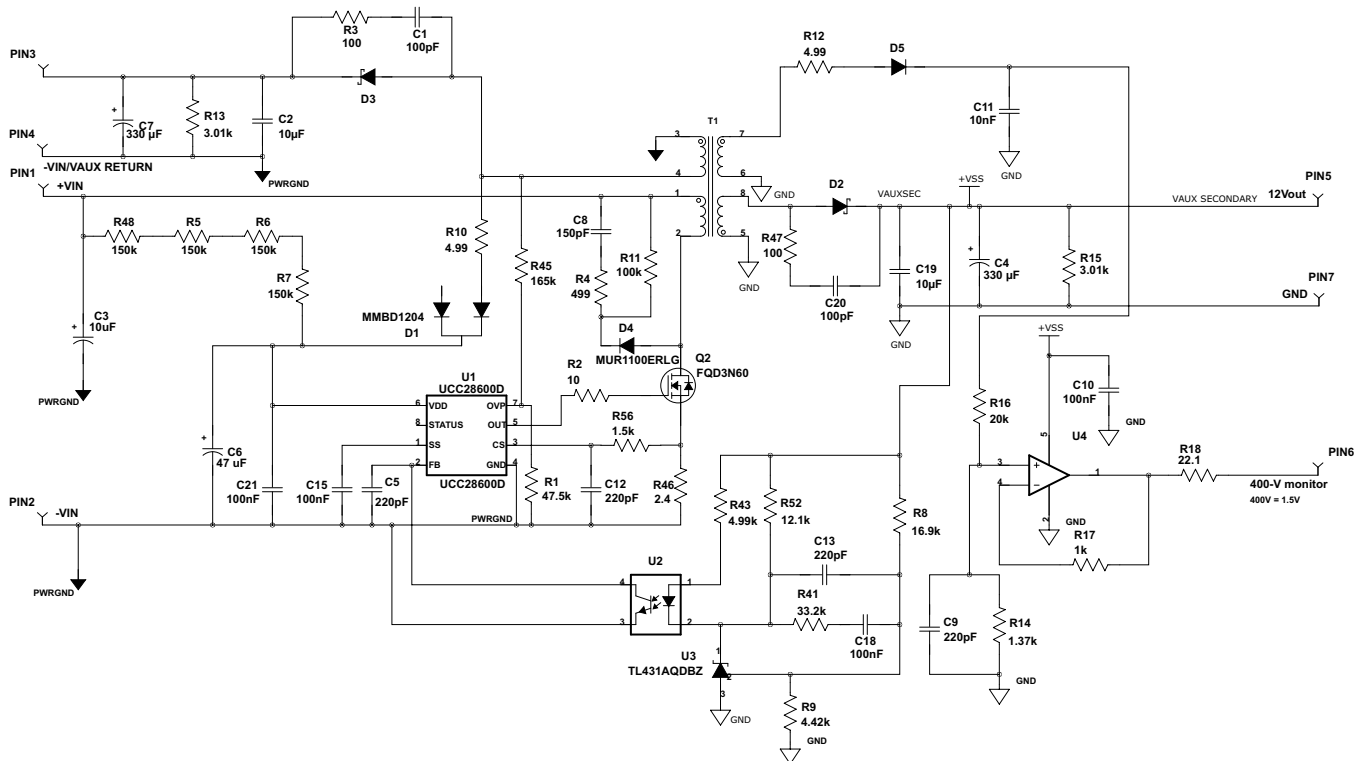 PIN3
R3
100
C1
100pF
D3
C7
330 µF
R13
3.01k
C2
10µF
PIN4
-VIN/VAUX RETURN
PWRGND
PIN1
+VIN
R12
4.99
D5
C11
10nF
GND
T1
3
4
1
2
7
6
8
5
GND
GND
D2
VAUXSEC
+VSS
VAUX SECONDARY
PIN5
12Vout
R48
150k
R5
150k
R6
150k
R7
150k
R10
4.99
R45
165k
C8
150pF
R4
499
R11
100k
R47
100
C20
100pF
C19
10µF
C4
330 µF
R15
3.01k
PIN7
GND
GND
C3
10uF
PWRGND
MMBD1204
D1
D4
MUR1100ERLG
Q2
FQD3N60
R2
10
U1
UCC28600D
6
VDD
OVP
7
8
STATUS
OUT
5
1
SS
CS
3
2
FB
GND
4
UCC28600D
R56
1.5k
C6
47 uF
C21
100nF
C15
100nF
C5
220pF
R1
47.5k
C12
220pF
R46
2.4
PWRGND
PIN2
-VIN
PWRGND
R43
4.99k
R52
12.1k
R8
16.9k
C13
220pF
R41
33.2k
C18
100nF
U2
4
3
1
2
U3
TL431AQDBZ
1
2
3
GND
R9
4.42k
GND
+VSS
C10
100nF
GND
R16
20k
U4
5
3
4
1
2
GND
R18
22.1
PIN6
400-V monitor
400V = 1.5V
R17
1k
C9
220pF
R14
1.37k
GND